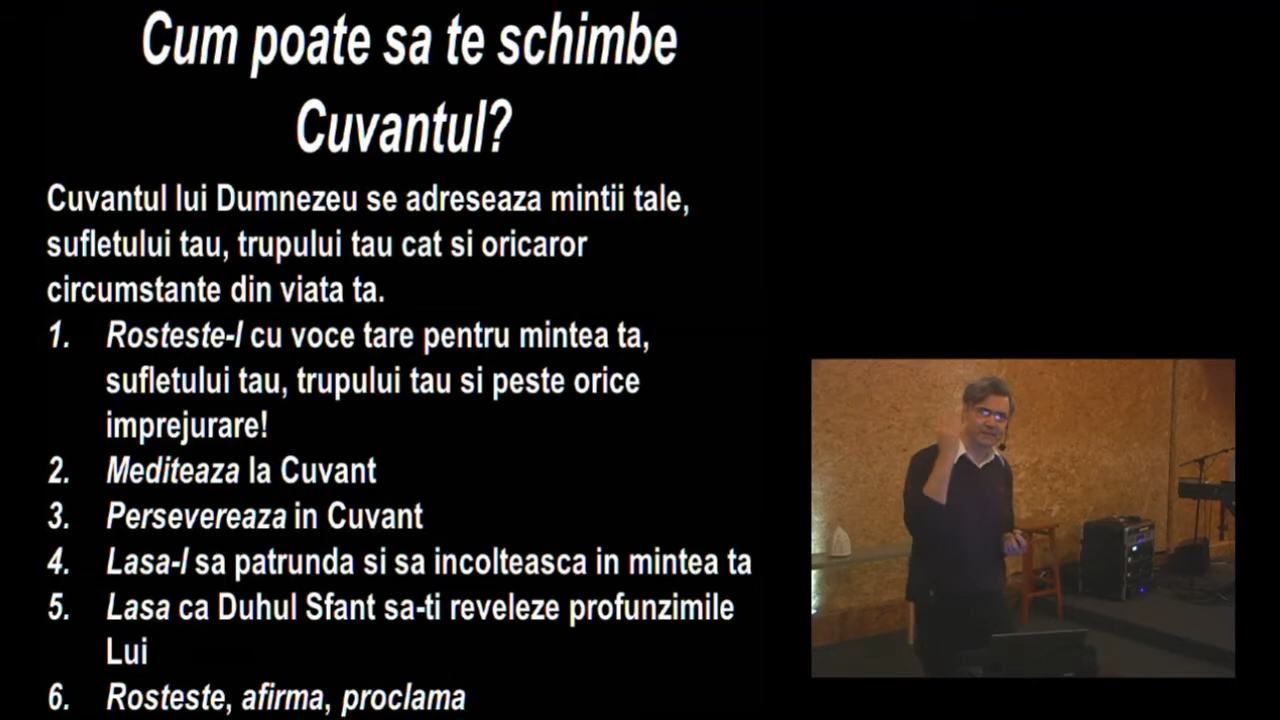 Cum poate sa te schimbe
Cuvantul?
Cuvantul lui Dumnezeu se adreseaza mintii tale,
sufletului tau, trupului tau cat si oricaror
circumstante din viata ta.
1. Rosteste-l cu voce tare pentru mintea ta,
sufletului tau, trupului tau si peste orice
imprejurare!
2. Mediteaza la Cuvant
3. Persevereaza in Cuvant
4. Lasa-l sa patrunda si sa incolteasca in mintea ta
5. Lasa ca Duhul Sfant sa-ti reveleze profunzimile
Lui
6. Rosteste, afirma, proclama